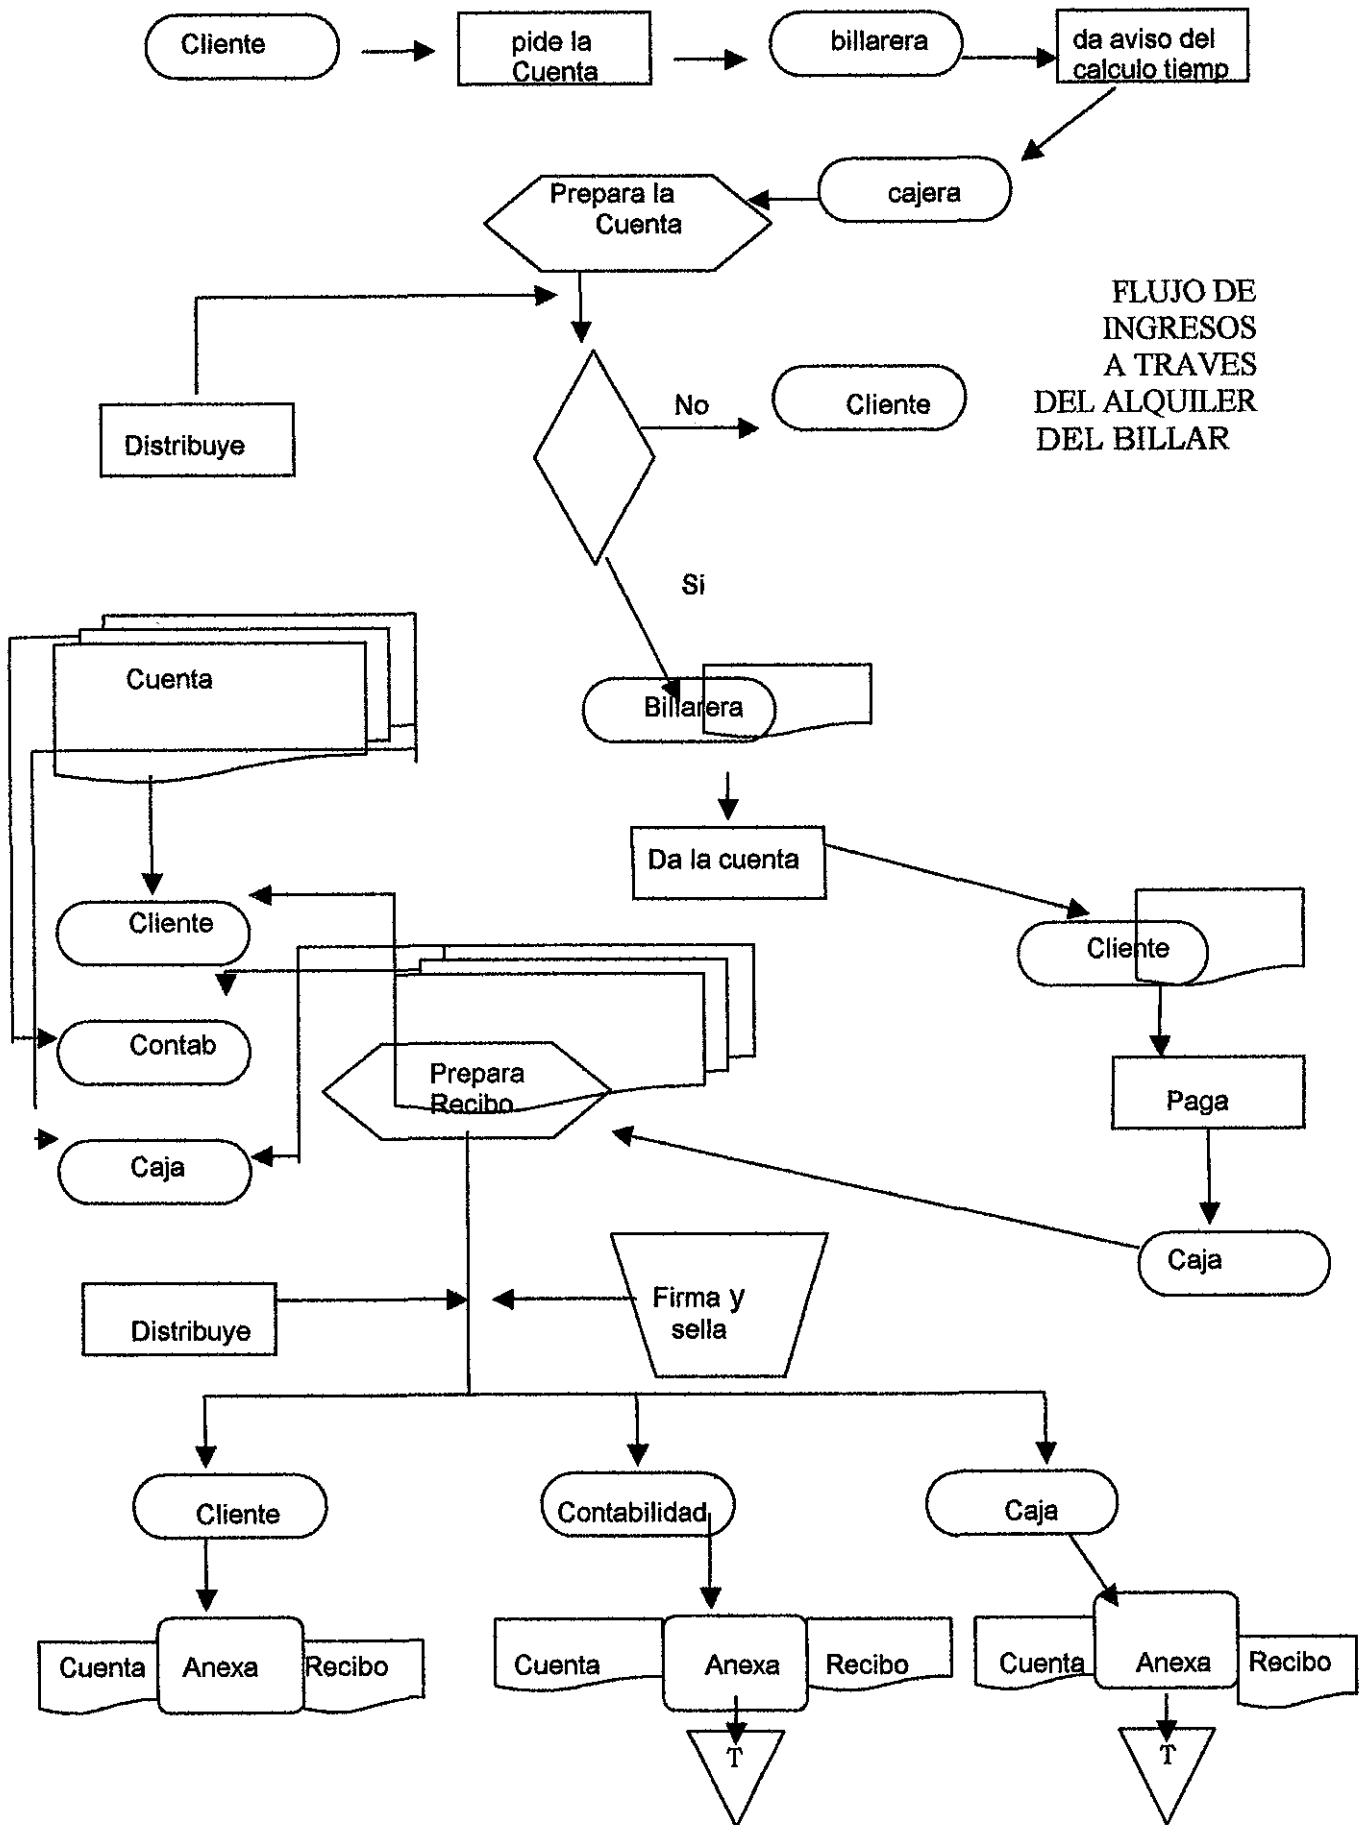 Cliente
pide la
Cuenta
billarera
da aviso del
calculo tiemp
cajera
Prepara la
Cuenta
FLUJO DE
INGRESOS
A TRAVES
DEL ALQUILER
DEL BILLAR
No
Cliente
Distribuye
Si
Cuenta
Billarera
Da la cuenta
Cliente
Cliente
Contab
Prepara
Recibo
Paga
Caja
Caja
Firma y
sella
Distribuye
Cliente
Contabilidad
Caja
Cuenta
Anexa
Recibo
Cuenta
Anexa
Recibo
Cuenta
Anexa
Recibo
T
T